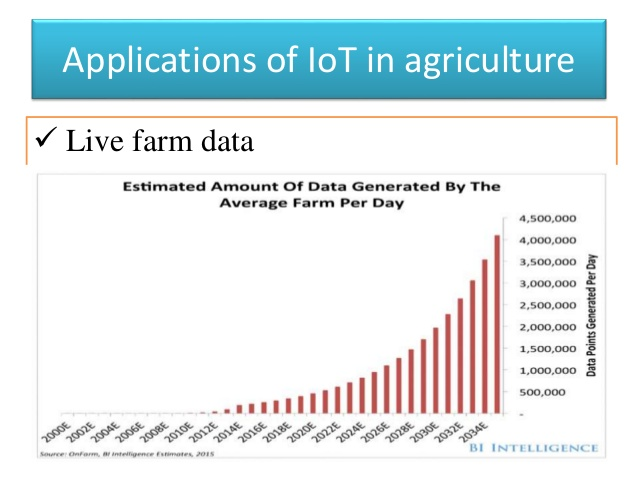 Applications of IoT in agriculture
✓ Live farm data
Estimated Amount Of Data Generated By The
Average Farm Per Day
4,500,000
4,000,000
3,500,000
3,000,000
2,500,000
2,000,000
1,500,000
1,000,000
500,000
-
Data Points Generated Per Day
2000E 2002E 2004E 2006E 2008E 2010E 2012E 2014E 2016E 2018E 2020E 2022E 2024E 2026E 2028E 2030E 2032E 2034E
BI INTELLIGENCE
Source: OnFarm, BI Intelligence Estimates, 2015